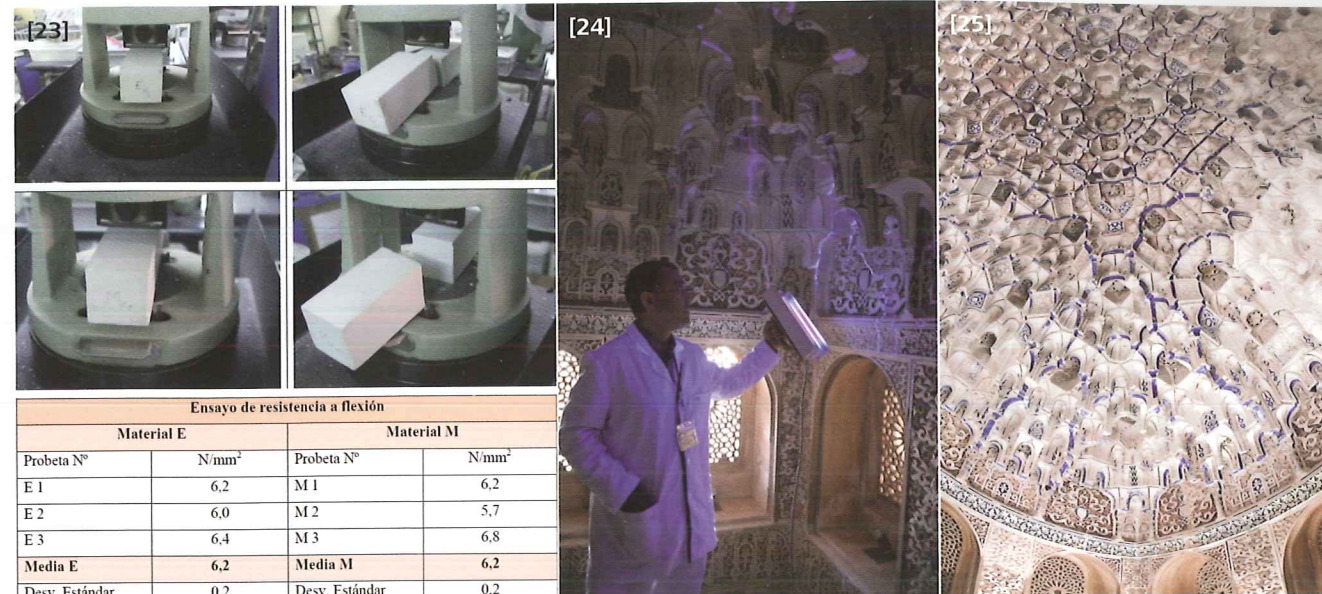 [23]
[24]
[25]
Ensayo de resistencia a flexión
Material E Material M
Probeta Nº N/mm² Probeta Nº N/mm²
E 1 6,2 M 1 6,2
E 2 6,0 M 2 5,7
E 3 6,4 M 3 6,8
Media E 6,2 Media M 6,2
Desv. Estándar 0,2 Desv. Estándar 0,2